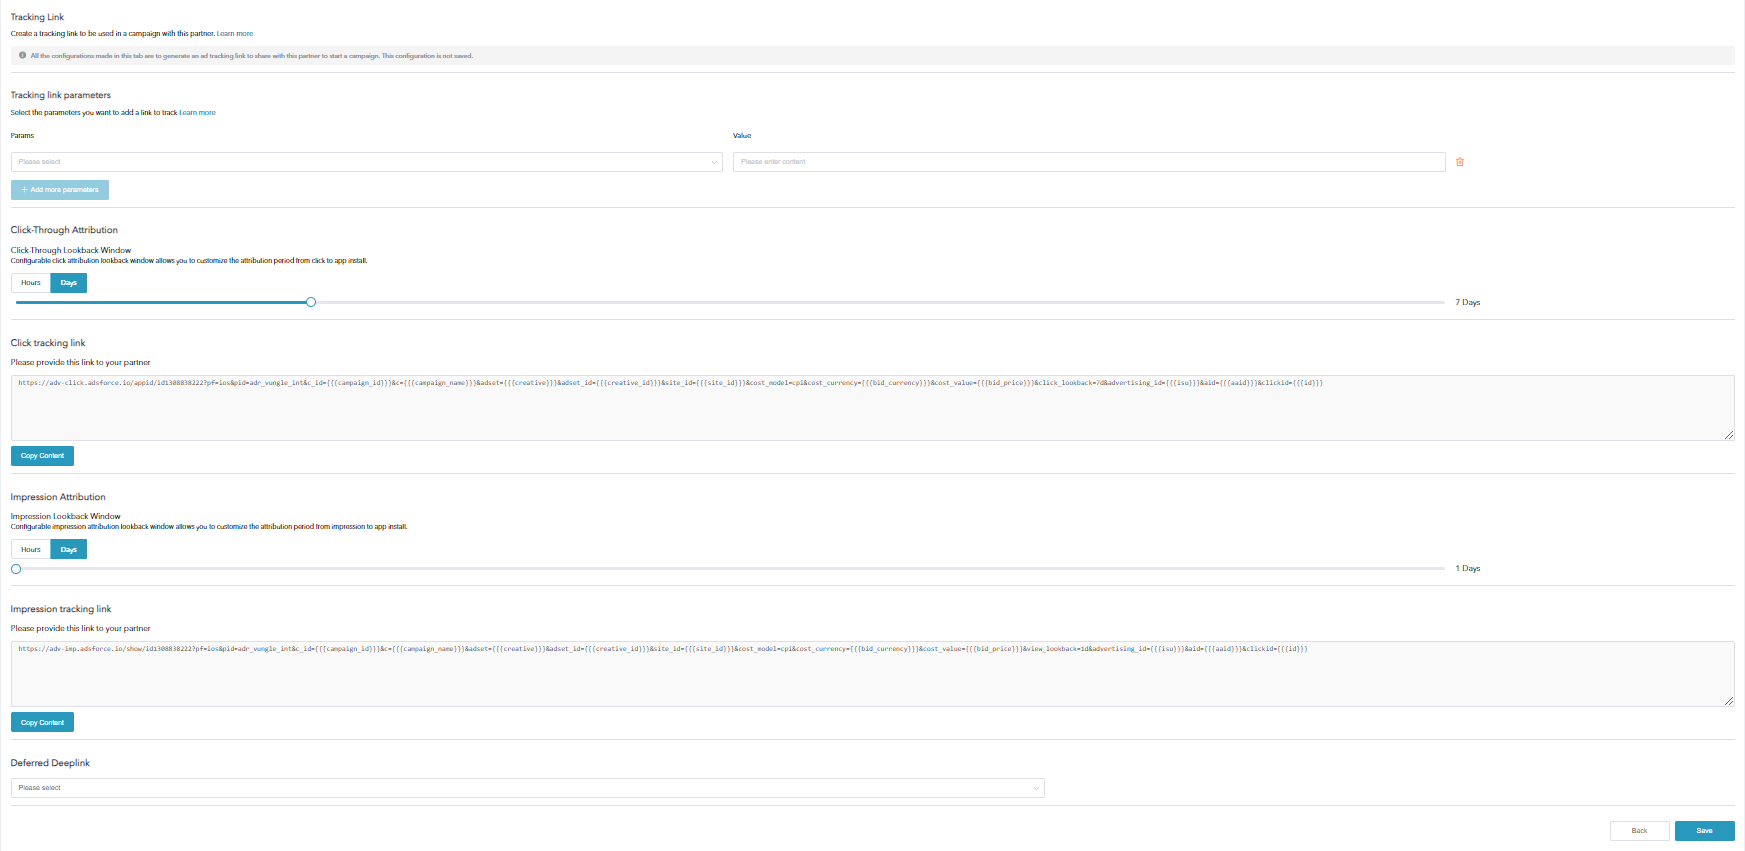 Tracking Link
Create a tracking link to be used in a campaign with this partner. Learn more
All the configurations made in this tab are to generate an ad tracking link to share with this partner to start a campaign. This configuration is not saved.
Tracking link parameters
Select the parameters you want to add a link to track Learn more
Params Value
Please select Please enter content
+ Add more parameters
Click-Through Attribution
Click-Through Lookback Window
Configurable click attribution lookback window allows you to customize the attribution period from click to app install.
Hours Days
7 Days
Click tracking link
Please provide this link to your partner
https://adv-click.adsforce.io/appid/id1308838222?pf=ios&pid=adr_vungle_int&c_id={{{campaign_id}}}&c={{{campaign_name}}}&adset={{{creative}}}&adset_id={{{creative_id}}}&site_id={{{site_id}}}&cost_model=cpi&cost_currency={{{bid_currency}}}&cost_value={{{bid_price}}}&click_lookback=7d&advertising_id={{{isu}}}&aid={{{aaid}}}&clickid={{{id}}}
Copy Content
Impression Attribution
Impression Lookback Window
Configurable impression attribution lookback window allows you to customize the attribution period from impression to app install.
Hours Days
1 Days
Impression tracking link
Please provide this link to your partner
https://adv-imp.adsforce.io/show/id1308838222?pf=ios&pid=adr_vungle_int&c_id={{{campaign_id}}}&c={{{campaign_name}}}&adset={{{creative}}}&adset_id={{{creative_id}}}&site_id={{{site_id}}}&cost_model=cpi&cost_currency={{{bid_currency}}}&cost_value={{{bid_price}}}&view_lookback=1d&advertising_id={{{isu}}}&aid={{{aaid}}}&clickid={{{id}}}
Copy Content
Deferred Deeplink
Please select
Back Save